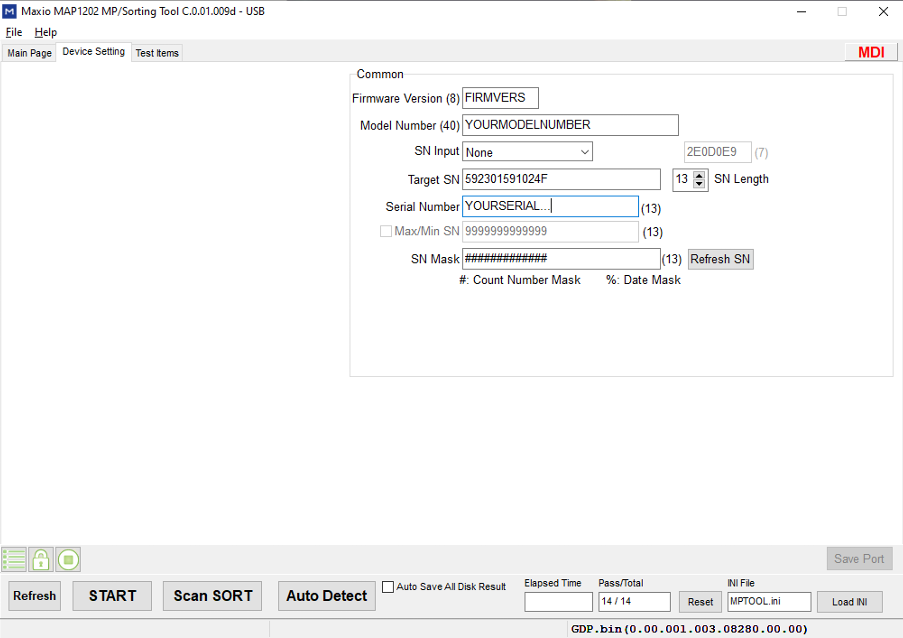 Maxio MAP1202 MP/Sorting Tool C.0.01.009d - USB
File Help
Main Page Device Setting Test Items MDI
Common
Firmware Version (8) FIRMVERS
Model Number (40) YOURMODELNUMBER
SN Input None 2E0D0E9 (7)
Target SN 592301591024F 13 SN Length
Serial Number YOURSERIAL... (13)
Max/Min SN 9999999999999 (13)
SN Mask ############# (13) Refresh SN
#: Count Number Mask %: Date Mask
Save Port
Refresh START Scan SORT Auto Detect Auto Save All Disk Result
Elapsed Time Pass/Total INI File
14 / 14 Reset MPTOOL.ini Load INI
GDP.bin(0.00.001.003.08280.00.00)